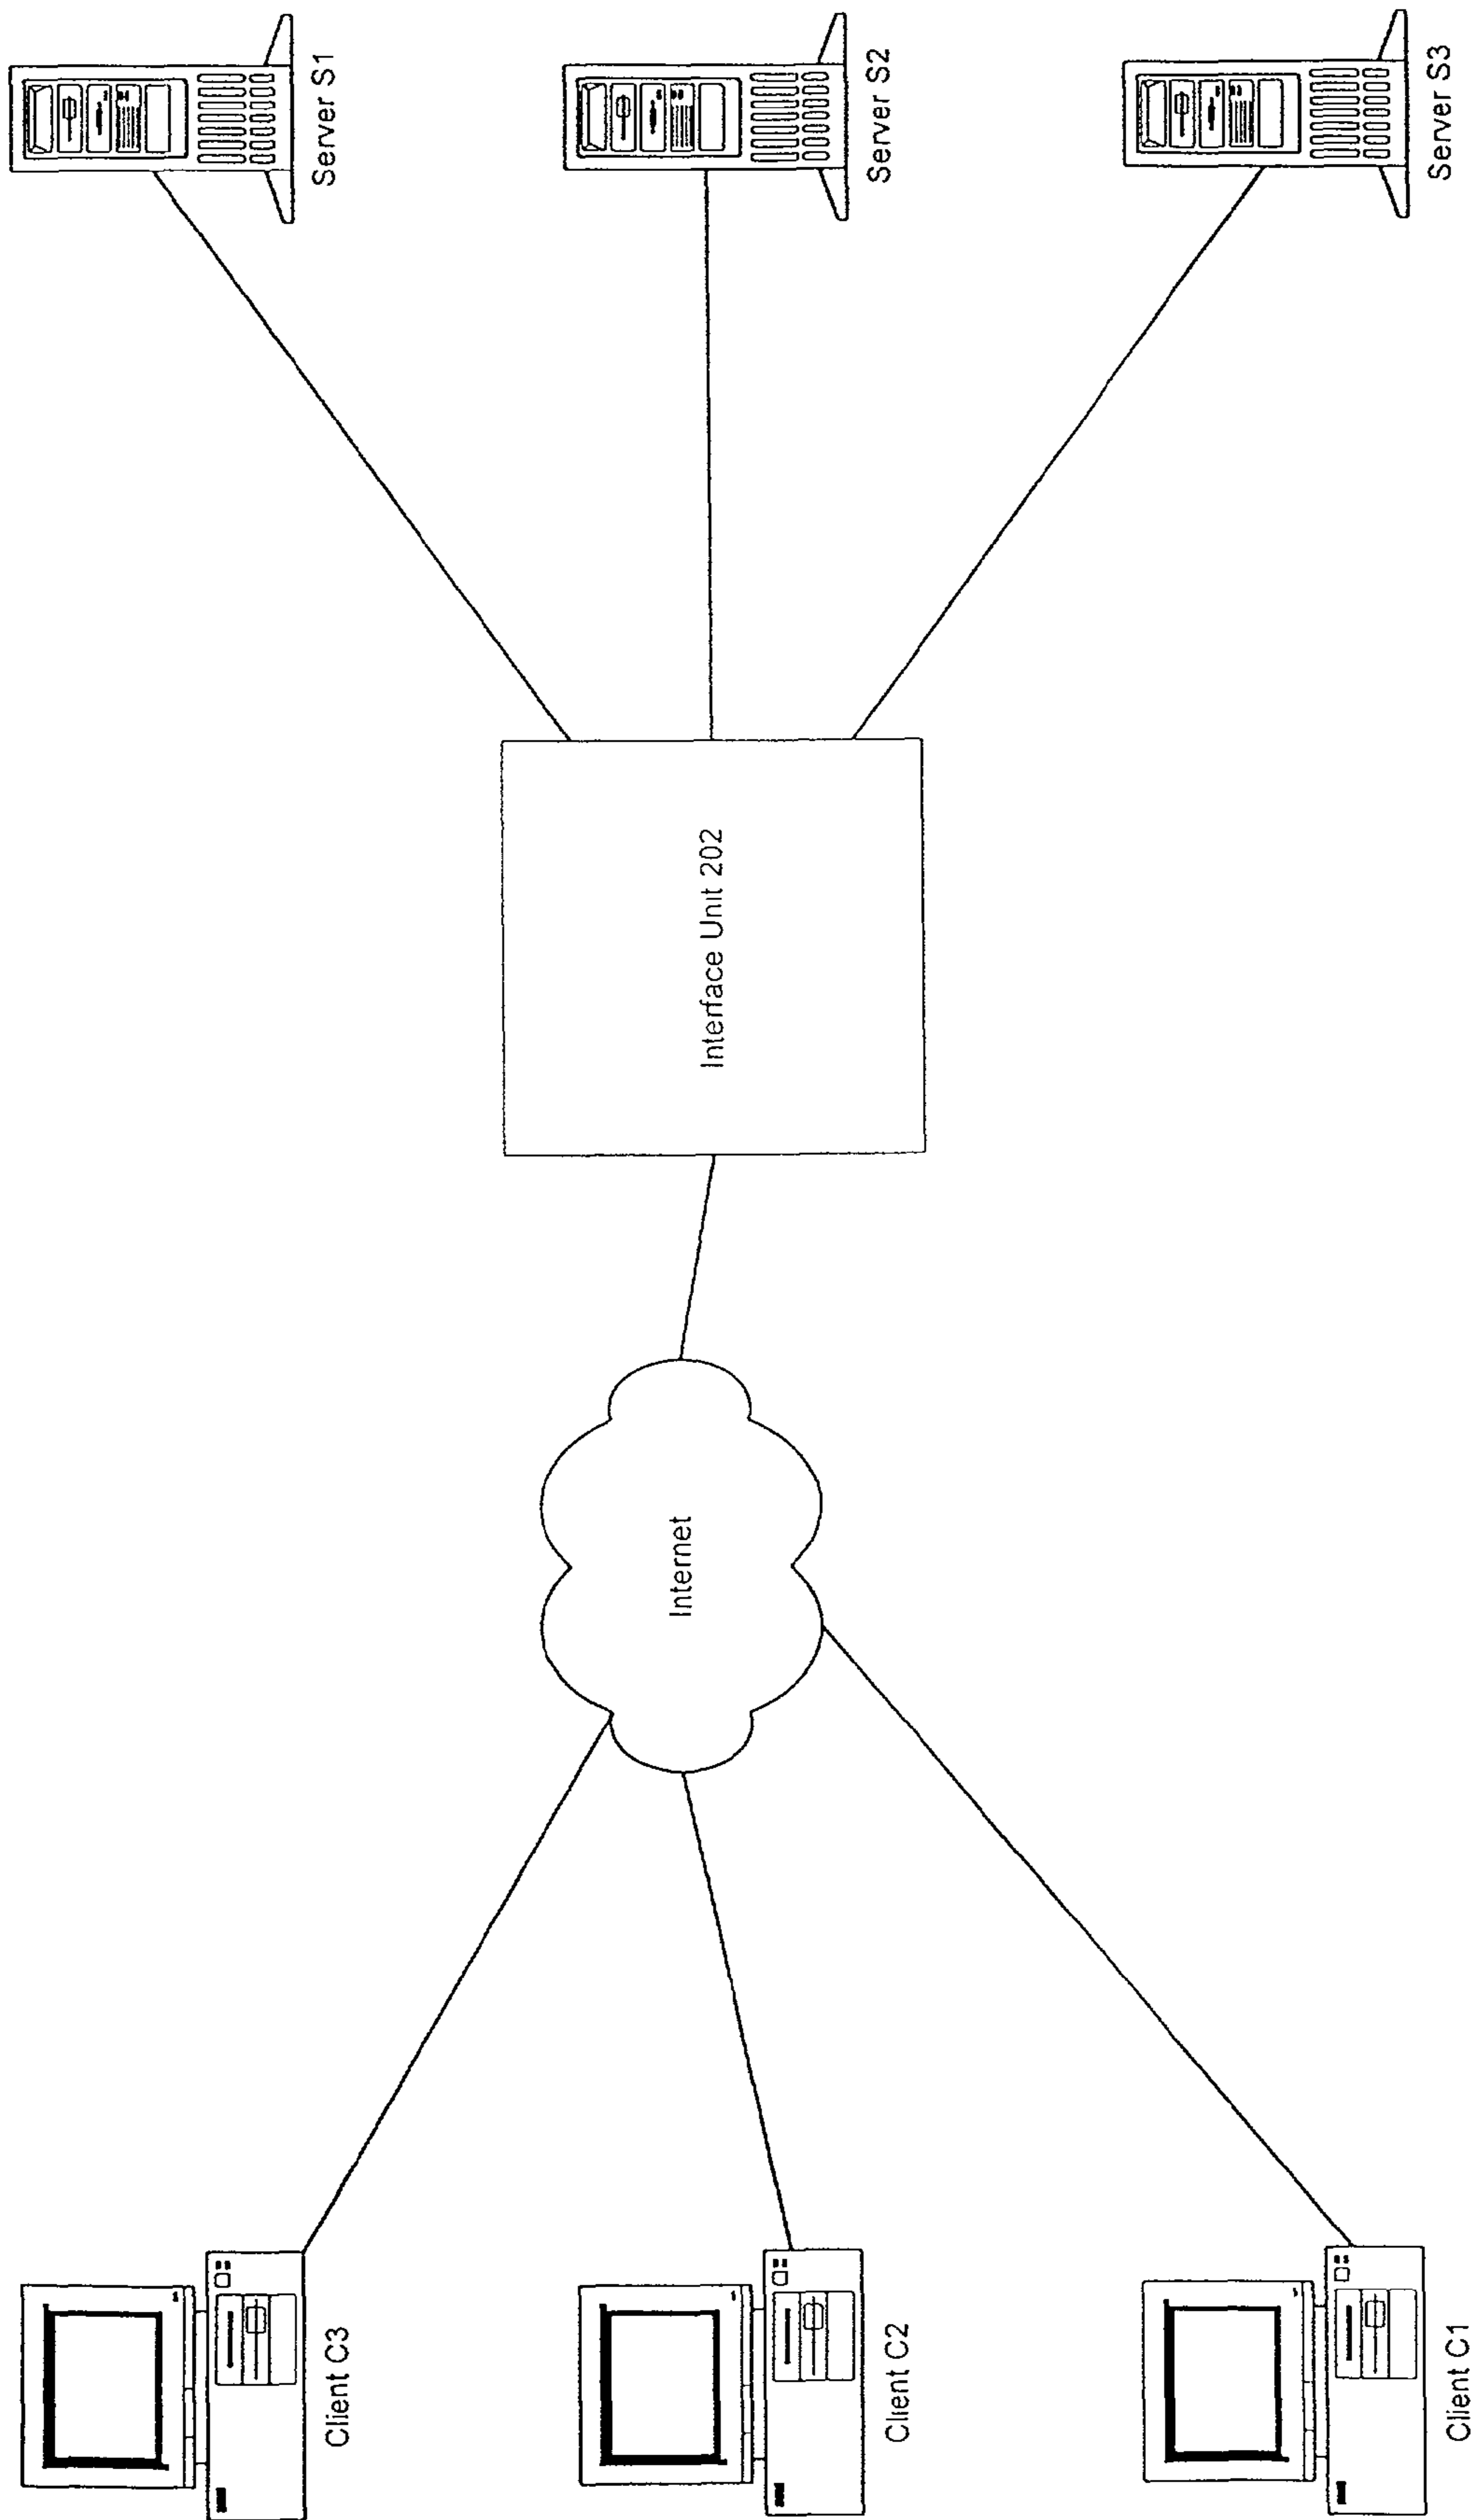 Client C3
Server S1
Client C2
Internet
Interface Unit 202
Server S2
Client C1
Server S3